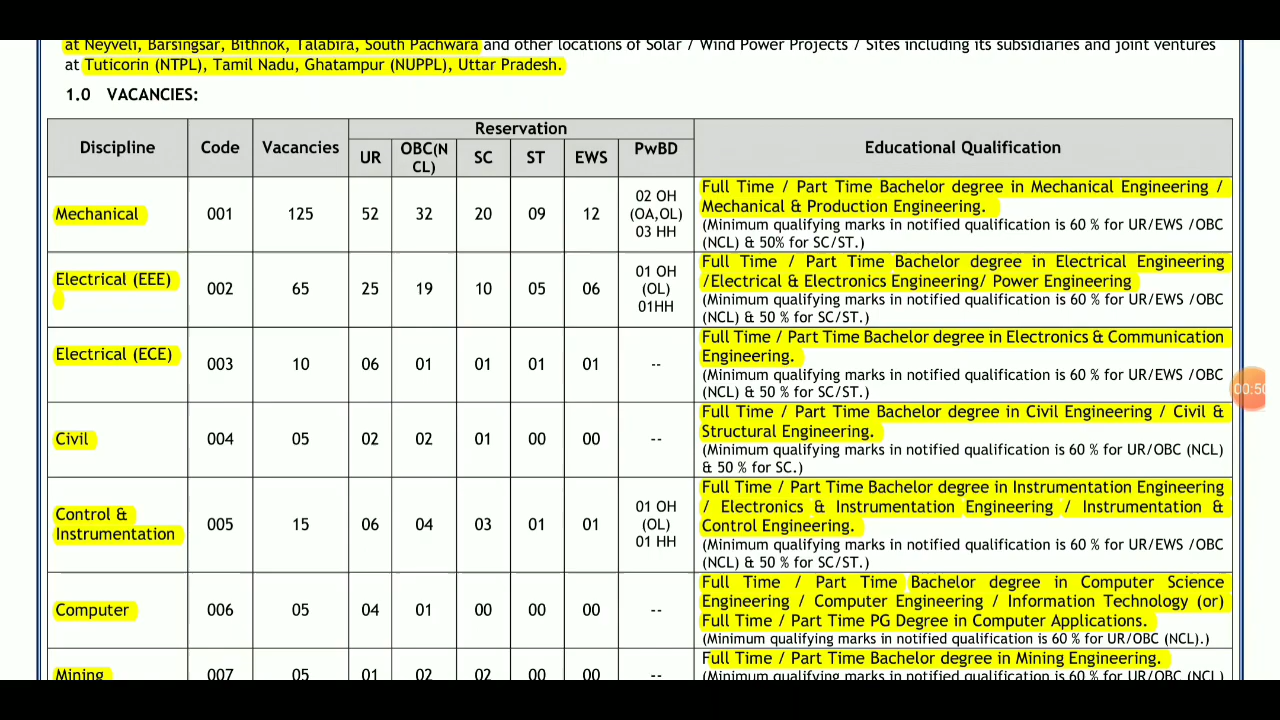 at Neyveli, Barsingsar, Bithnok, Talabira, South Pachwara and other locations of Solar / Wind Power Projects / Sites including its subsidiaries and joint ventures
at Tuticorin (NTPL), Tamil Nadu, Ghatampur (NUPPL), Uttar Pradesh.
1.0 VACANCIES:
Discipline Code Vacancies Reservation PwBD Educational Qualification
UR OBC(N
CL) SC ST EWS
Mechanical 001 125 52 32 20 09 12
02 OH
(OA,OL)
03 HH
Full Time / Part Time Bachelor degree in Mechanical Engineering /
Mechanical & Production Engineering.
(Minimum qualifying marks in notified qualification is 60 % for UR/EWS /OBC
(NCL) & 50% for SC/ST.)
Electrical (EEE) 002 65 25 19 10 05 06
01 OH
(OL)
01HH
Full Time / Part Time Bachelor degree in Electrical Engineering
/Electrical & Electronics Engineering/ Power Engineering
(Minimum qualifying marks in notified qualification is 60 % for UR/EWS /OBC
(NCL) & 50 % for SC/ST.)
Electrical (ECE) 003 10 06 01 01 01 01 --
Full Time / Part Time Bachelor degree in Electronics & Communication
Engineering.
(Minimum qualifying marks in notified qualification is 60 % for UR/EWS /OBC
(NCL) & 50 % for SC/ST.)
Civil 004 05 02 02 01 00 00 --
Full Time / Part Time Bachelor degree in Civil Engineering / Civil &
Structural Engineering.
(Minimum qualifying marks in notified qualification is 60 % for UR/OBC (NCL)
& 50 % for SC.)
Control &
Instrumentation 005 15 06 04 03 01 01
01 OH
(OL)
01 HH
Full Time / Part Time Bachelor degree in Instrumentation Engineering
/ Electronics & Instrumentation Engineering / Instrumentation &
Control Engineering.
(Minimum qualifying marks in notified qualification is 60 % for UR/EWS /OBC
(NCL) & 50 % for SC/ST.)
Computer 006 05 04 01 00 00 00 --
Full Time / Part Time Bachelor degree in Computer Science
Engineering / Computer Engineering / Information Technology (or)
Full Time / Part Time PG Degree in Computer Applications.
(Minimum qualifying marks in notified qualification is 60 % for UR/OBC (NCL).)
Mining 007 05 01 02 02 00 00 --
Full Time / Part Time Bachelor degree in Mining Engineering.
(Minimum qualifying marks in notified qualification is 60 % for UR/OBC (NCL)